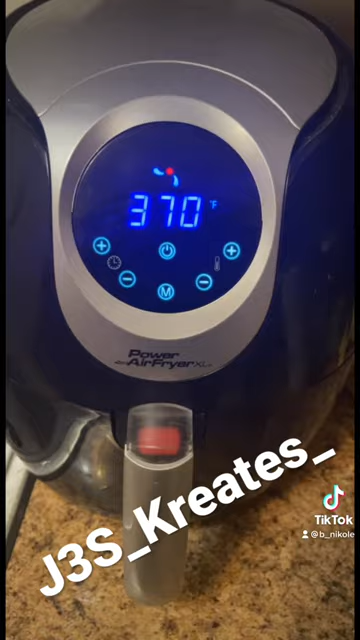 370 °F
M
Power
AirFryer XL
J3S_Kreates_
TikTok
@b_nikole